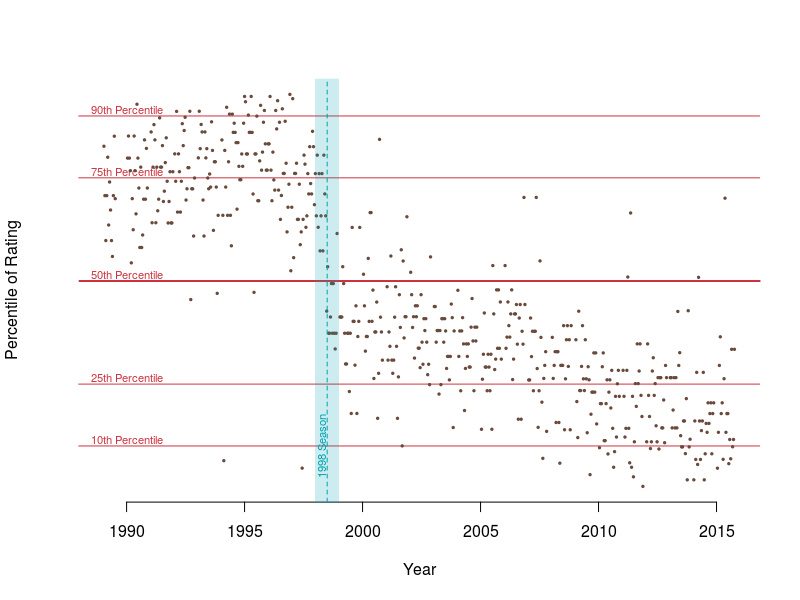 90th Percentile
75th Percentile
50th Percentile
25th Percentile
10th Percentile
1998 Season
Percentile of Rating
1990 1995 2000 2005 2010 2015
Year